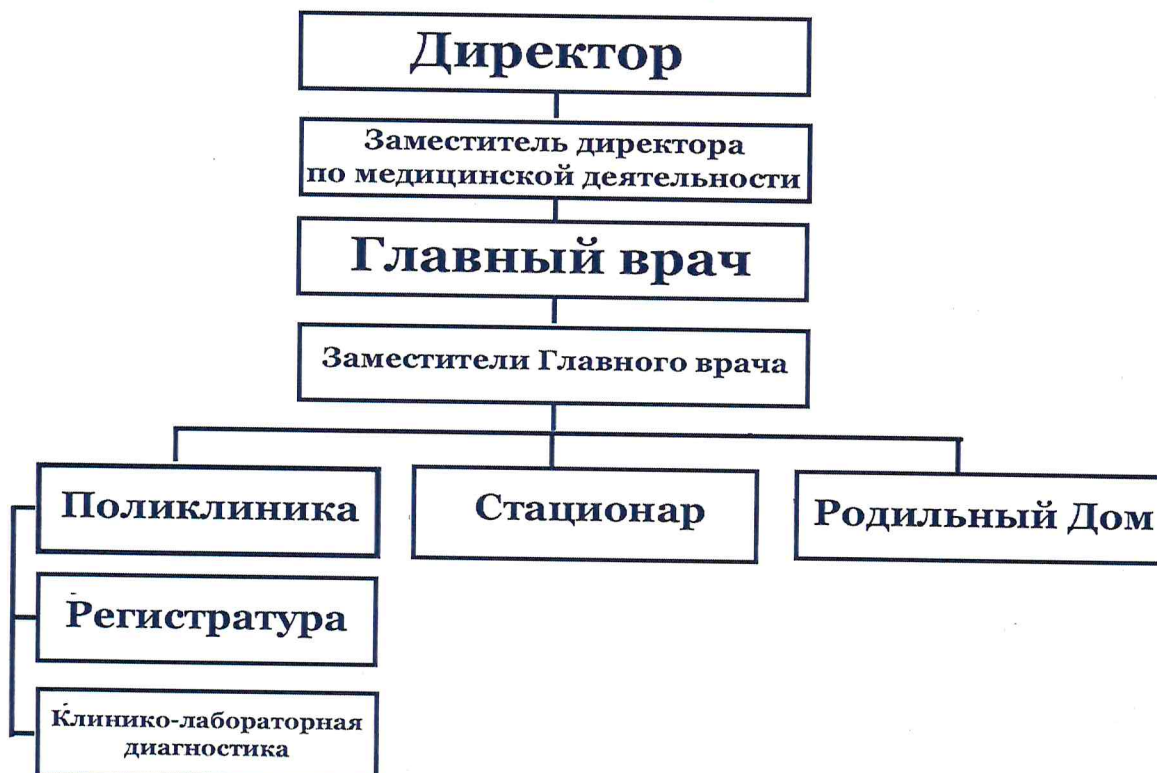 Директор
Заместитель директора
по медицинской деятельности
Главный врач
Заместители Главного врача
Поликлиника
Стационар
Родильный Дом
Регистратура
Клинико-лабораторная
диагностика